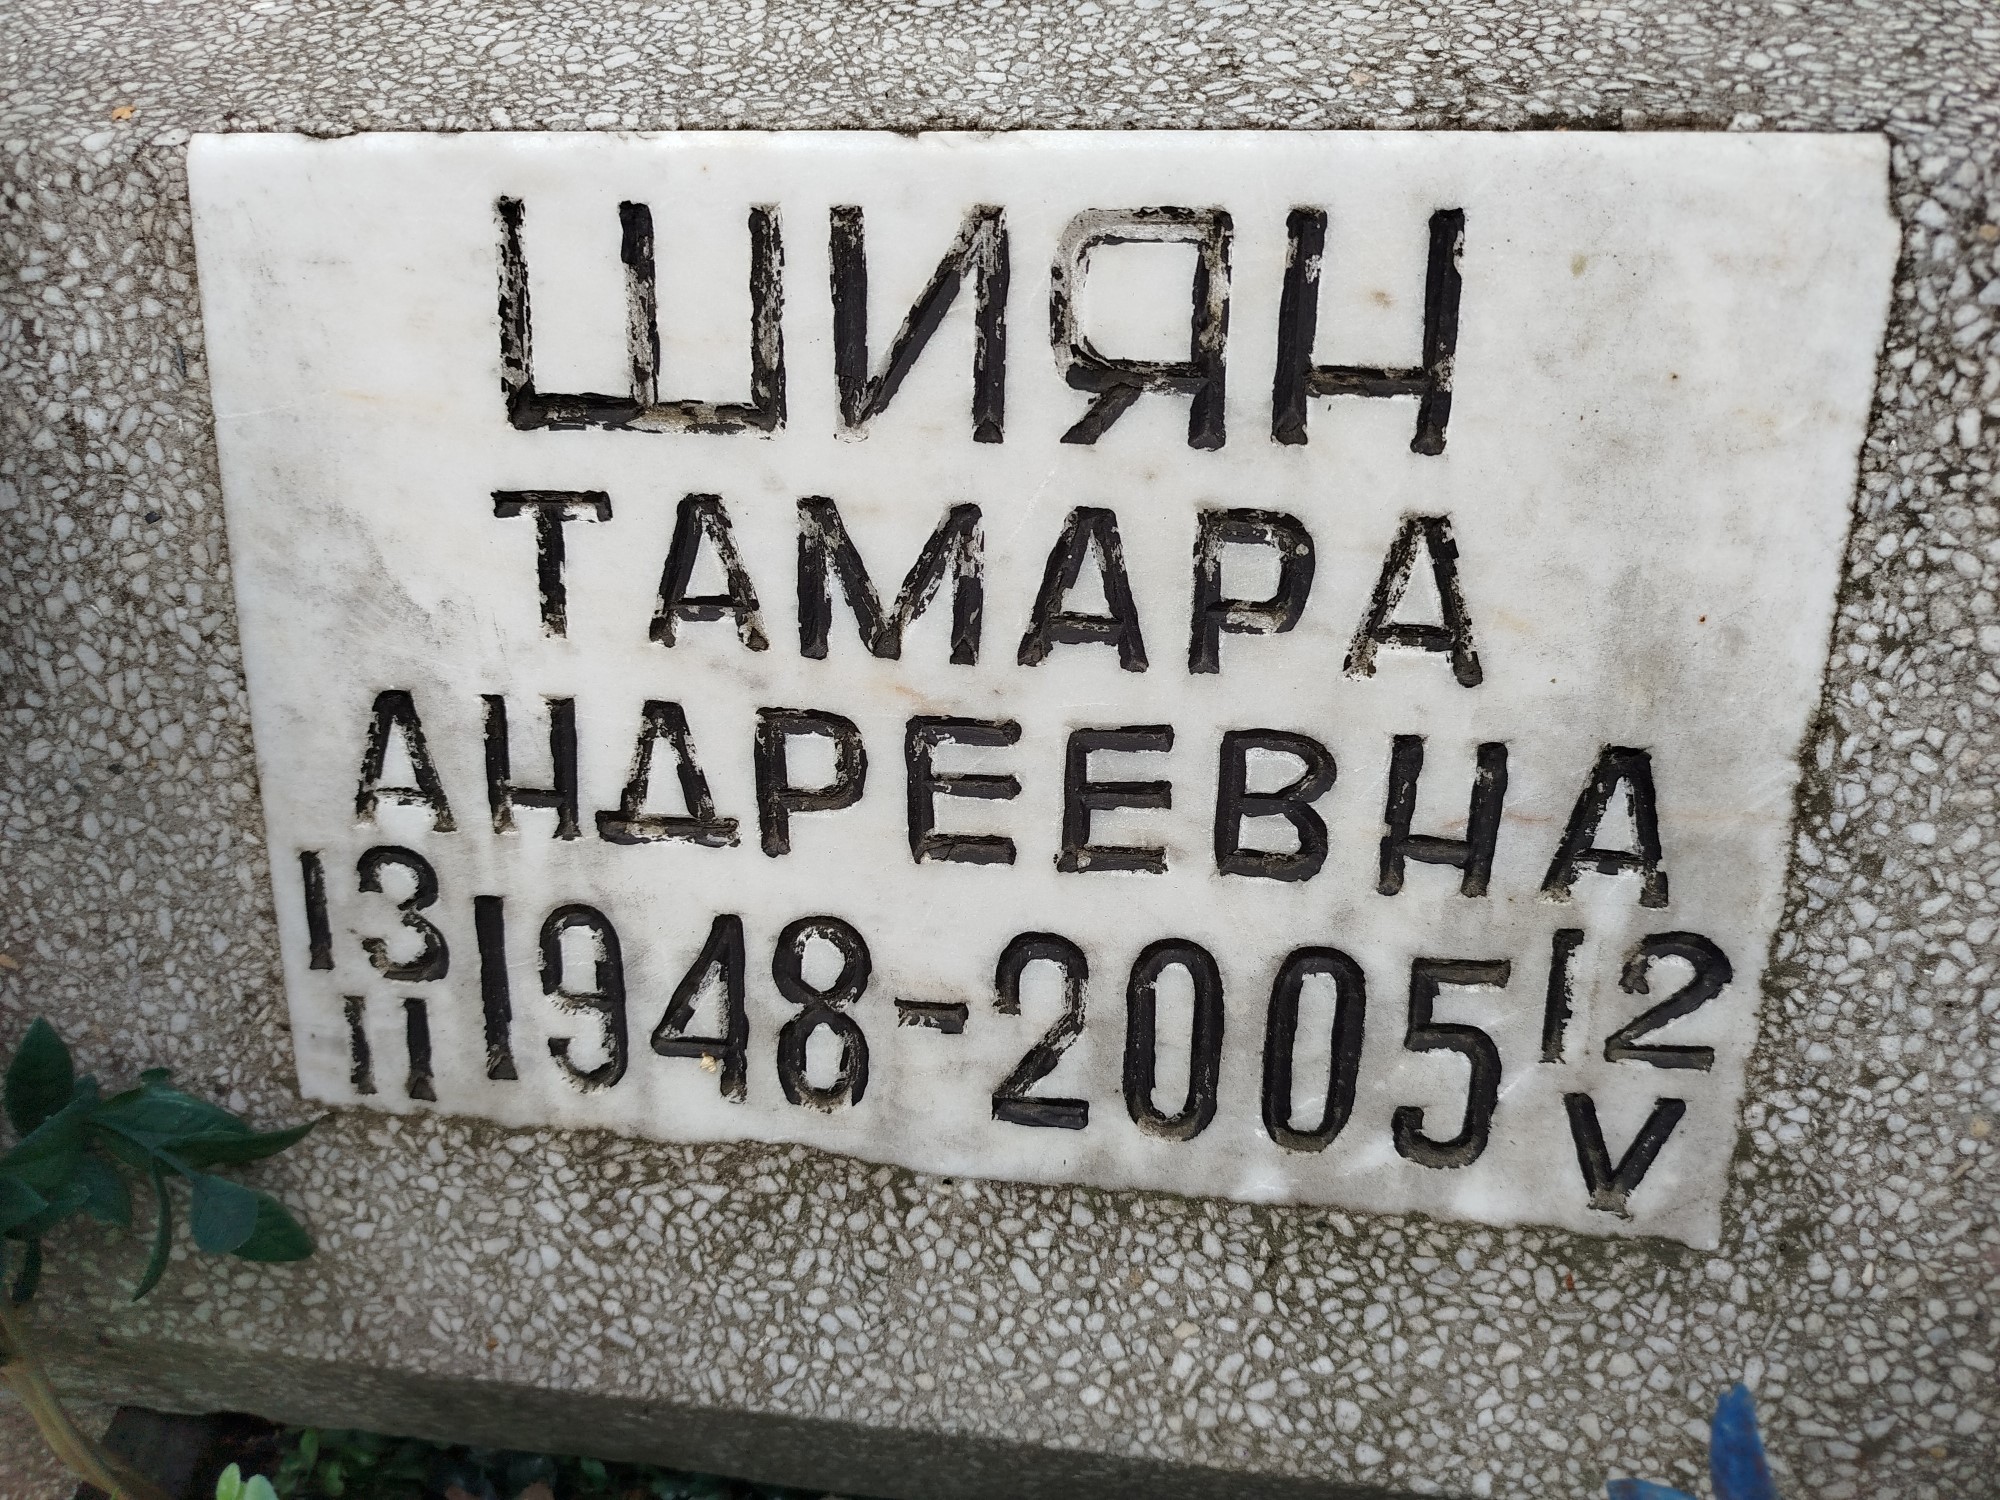 ШИЯН
ТАМАРА
АНДРЕЕВНА
13 1948-2005 12
II V